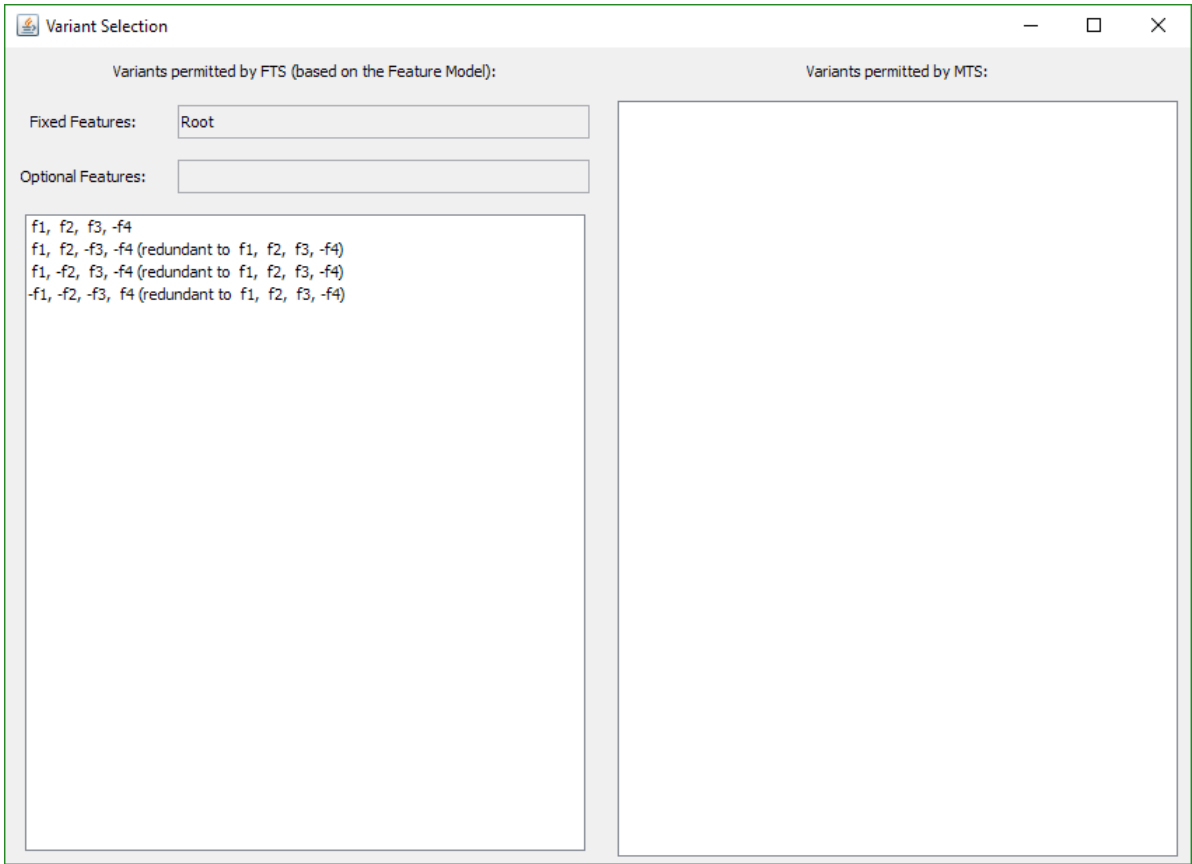 Variant Selection
Variants permitted by FTS (based on the Feature Model):
Fixed Features: Root
Optional Features:
f1, f2, f3, -f4
f1, f2, -f3, -f4 (redundant to f1, f2, f3, -f4)
f1, -f2, f3, -f4 (redundant to f1, f2, f3, -f4)
-f1, -f2, -f3, f4 (redundant to f1, f2, f3, -f4)
Variants permitted by MTS: